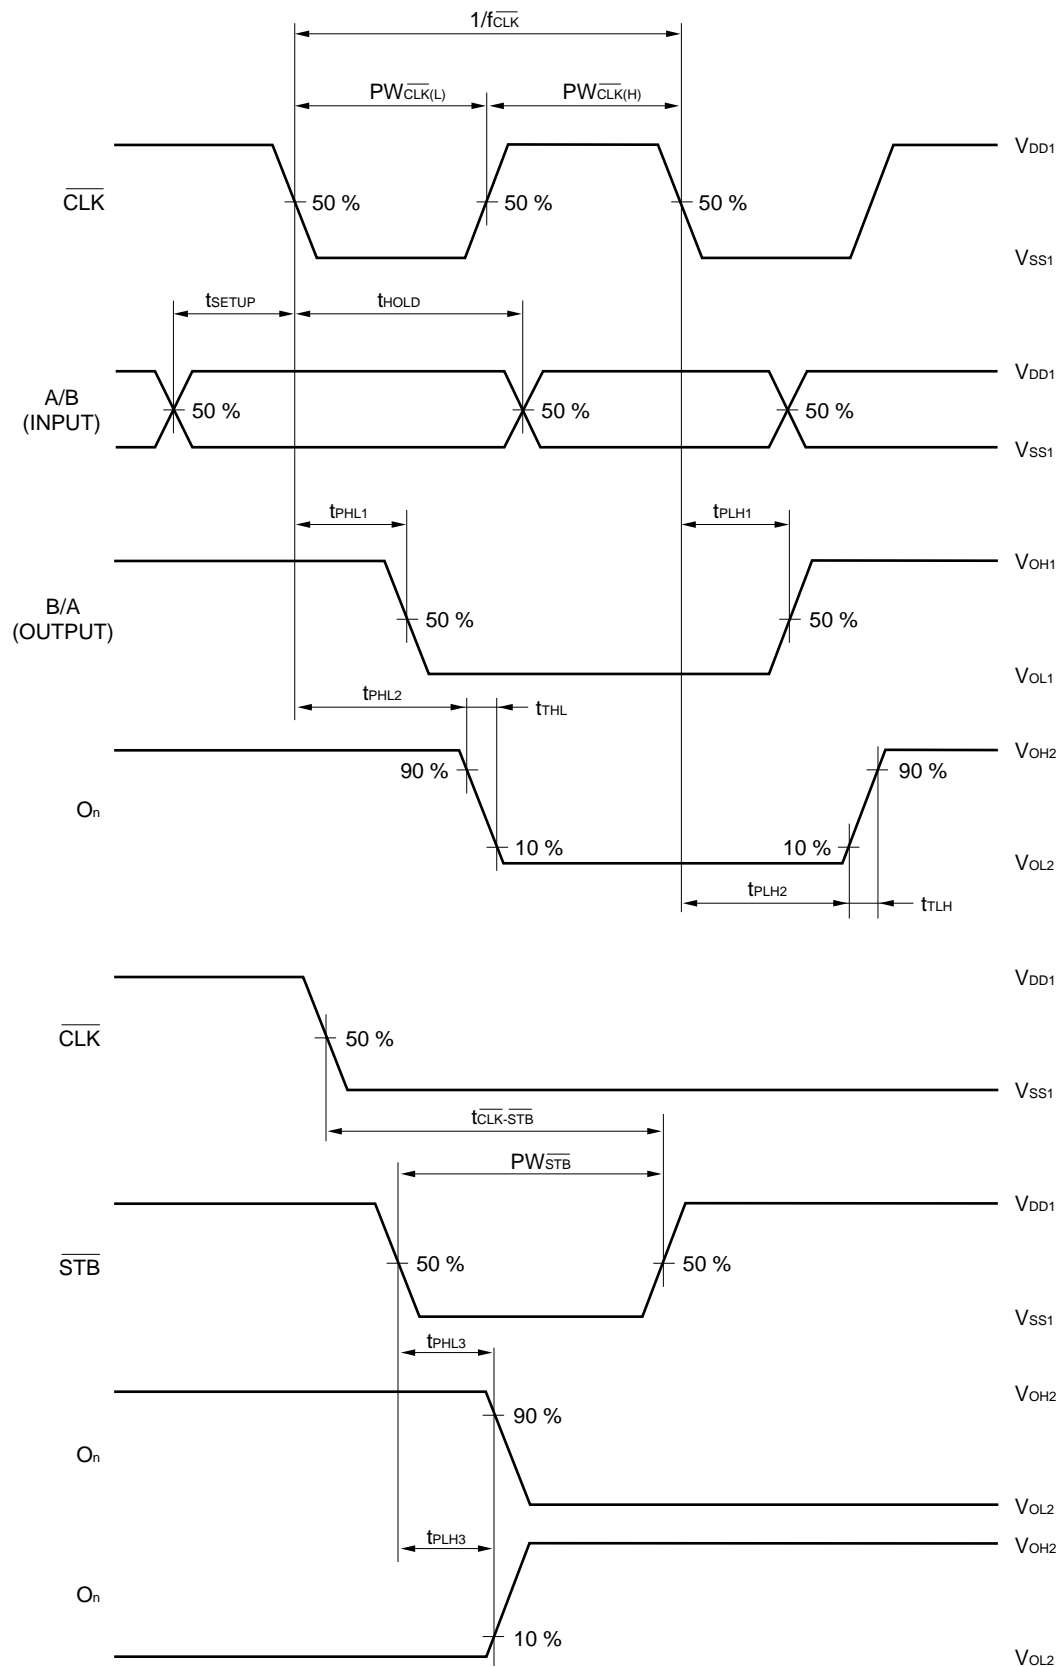 1/fCLK
PWCLK(L) PWCLK(H)
VDD1
CLK 50 % 50 % 50 %
VSS1
tSETUP tHOLD
VDD1
A/B
(INPUT)
50 % 50 % 50 %
VSS1
tPHL1 tPLH1
VOH1
B/A
(OUTPUT)
50 % 50 %
VOL1
tPHL2 tTHL
VOH2
90 % 90 %
On
10 % 10 %
VOL2
tPLH2 tTLH
VDD1
CLK 50 %
VSS1
tCLK-STB
PWSTB
VDD1
STB 50 % 50 %
VSS1
tPHL3
VOH2
90 %
On
VOL2
tPLH3
VOH2
On
10 %
VOL2